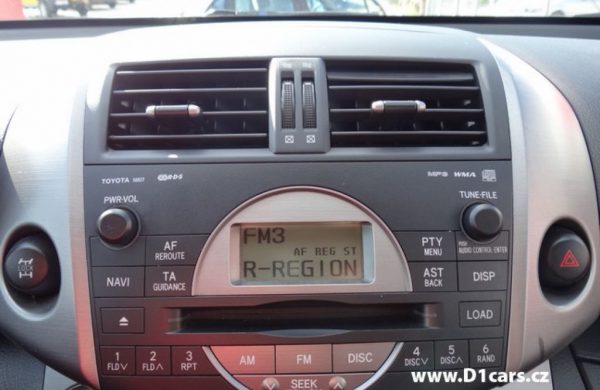 TOYOTA
R·D·S
MP3 WMA
PWR·VOL
TUNE·FILE
FM3
AF REG ST
R-REGION
AF
REROUTE
PTY
MENU
PUSH
AUDIO CONTROL/ENTER
LOCK
NAVI
TA
GUIDANCE
AST
BACK
DISP
LOAD
1
FLD∨
2
FLD∧
3
RPT
AM
FM
DISC
4
DISC∨
5
DISC∧
6
RAND
SEEK
www.D1cars.cz